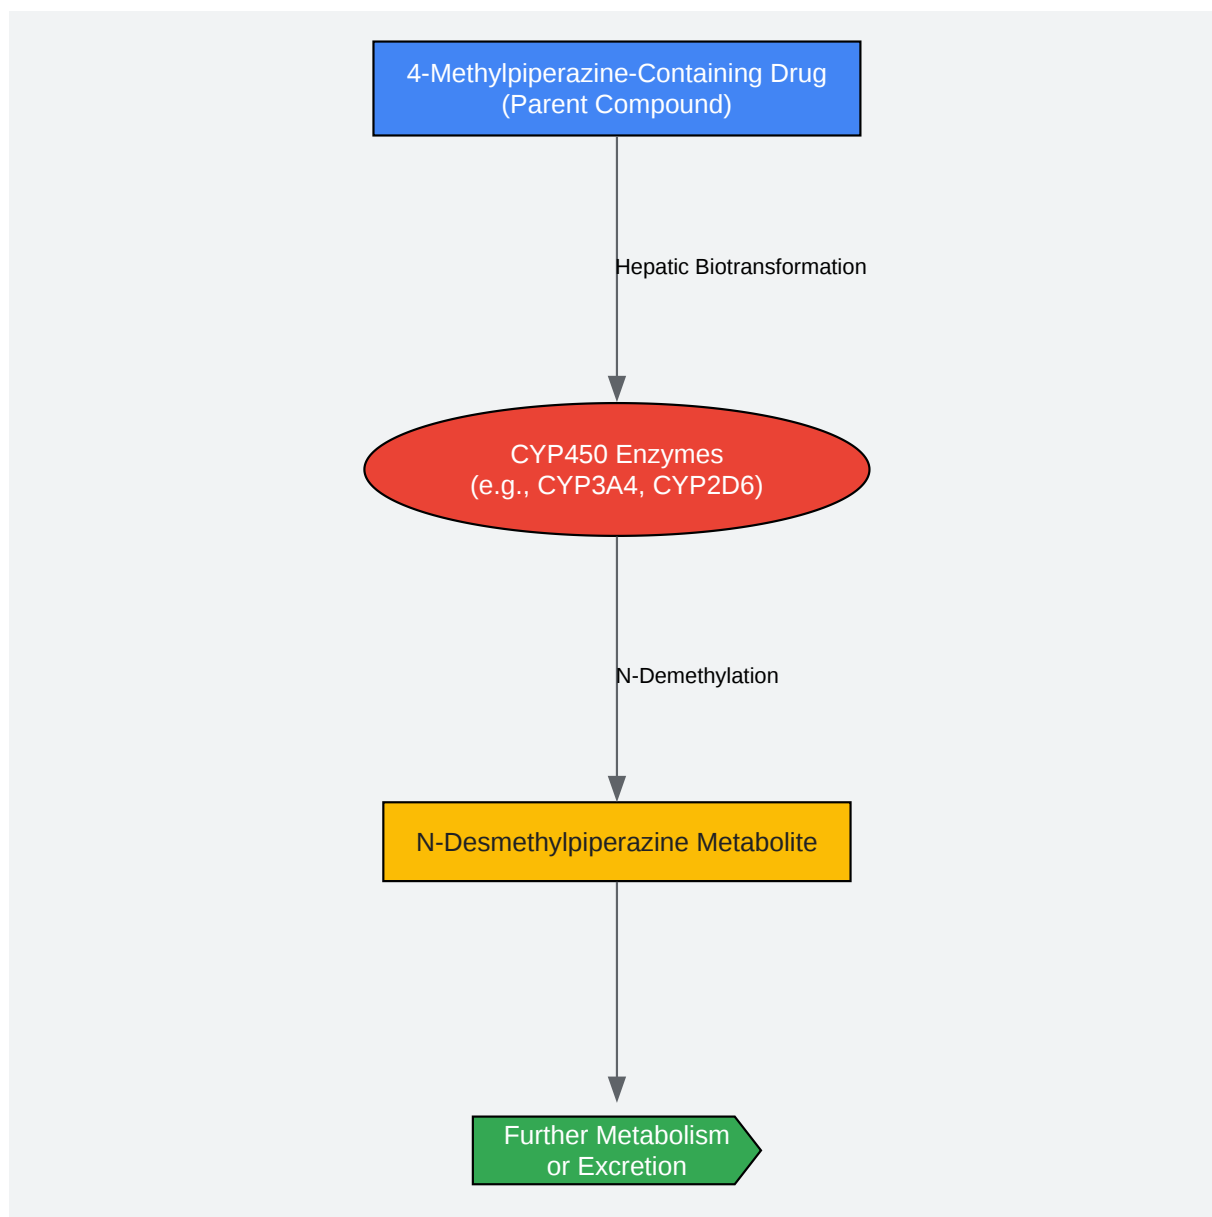 4-Methylpiperazine-Containing Drug
(Parent Compound)
Hepatic Biotransformation
CYP450 Enzymes
(e.g., CYP3A4, CYP2D6)
N-Demethylation
N-Desmethylpiperazine Metabolite
Further Metabolism
or Excretion